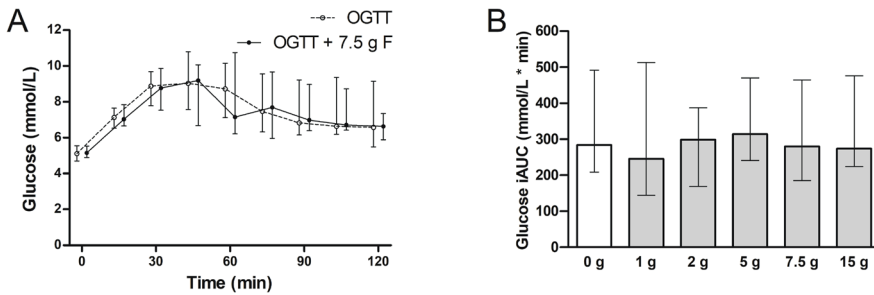 A
OGTT
OGTT + 7.5 g F
Glucose (mmol/L)
12
10
8
6
4
2
0
0 30 60 90 120
Time (min)
B
Glucose iAUC (mmol/L * min)
600
500
400
300
200
100
0
0 g 1 g 2 g 5 g 7.5 g 15 g